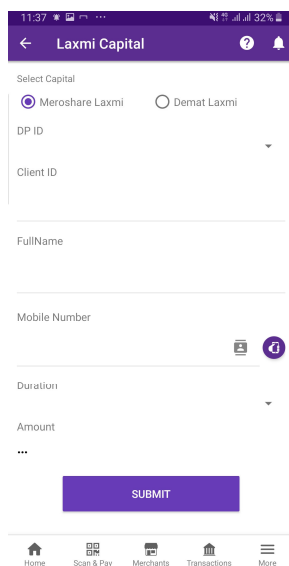 11:37 32%
Laxmi Capital
Select Capital
Meroshare Laxmi Demat Laxmi
DP ID
Client ID
FullName
Mobile Number
Duration
Amount
...
SUBMIT
Home Scan & Pay Merchants Transactions More